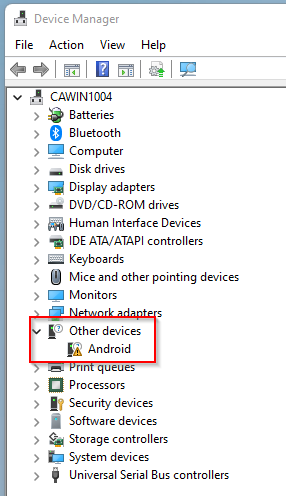 Device Manager
File Action View Help
CAWIN1004
Batteries
Bluetooth
Computer
Disk drives
Display adapters
DVD/CD-ROM drives
Human Interface Devices
IDE ATA/ATAPI controllers
Keyboards
Mice and other pointing devices
Monitors
Network adapters
Other devices
Android
Print queues
Processors
Security devices
Software devices
Storage controllers
System devices
Universal Serial Bus controllers